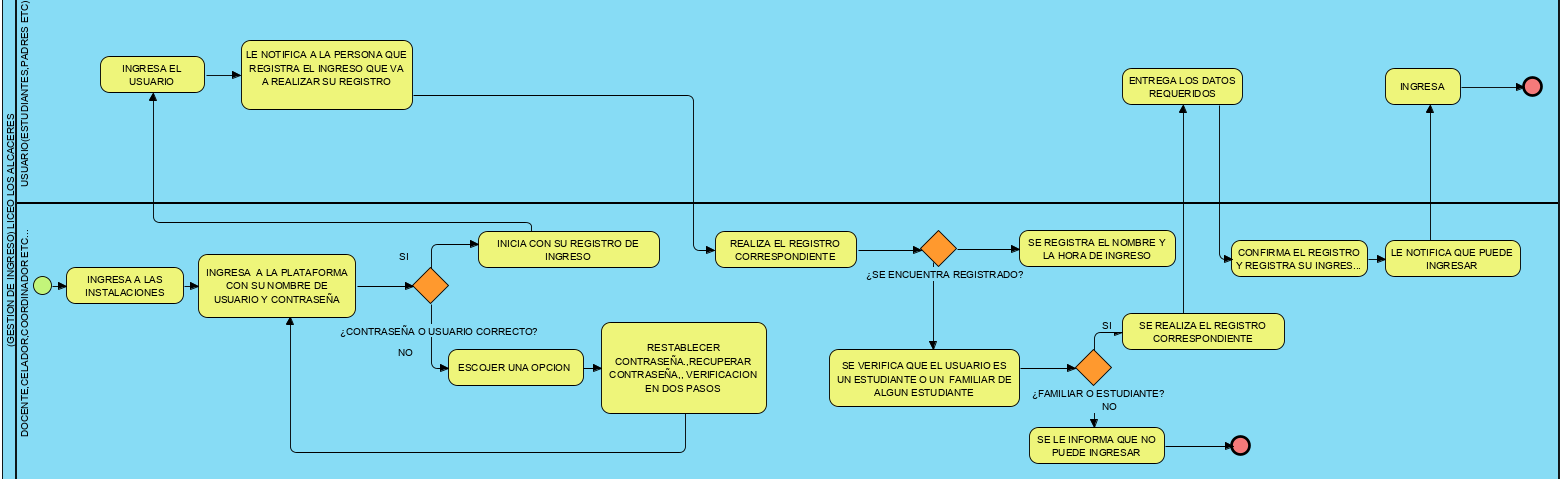 (GESTION DE INGRESO) LICEO LOS ALCACERES
USUARIO(ESTUDIANTES,PADRES ETC)
INGRESA EL
USUARIO
LE NOTIFICA A LA PERSONA QUE
REGISTRA EL INGRESO QUE VA
A REALIZAR SU REGISTRO
ENTREGA LOS DATOS
REQUERIDOS
INGRESA
DOCENTE,CELADOR,COORDINADOR ETC...
INGRESA A LAS
INSTALACIONES
INGRESA A LA PLATAFORMA
CON SU NOMBRE DE
USUARIO Y CONTRASEÑA
SI
¿CONTRASEÑA O USUARIO CORRECTO?
NO
INICIA CON SU REGISTRO DE
INGRESO
ESCOJER UNA OPCION
RESTABLECER
CONTRASEÑA.,RECUPERAR
CONTRASEÑA,, VERIFICACION
EN DOS PASOS
REALIZA EL REGISTRO
CORRESPONDIENTE
¿SE ENCUENTRA REGISTRADO?
SE REGISTRA EL NOMBRE Y
LA HORA DE INGRESO
SE VERIFICA QUE EL USUARIO ES
UN ESTUDIANTE O UN FAMILIAR DE
ALGUN ESTUDIANTE
SI
¿FAMILIAR O ESTUDIANTE?
NO
SE REALIZA EL REGISTRO
CORRESPONDIENTE
SE LE INFORMA QUE NO
PUEDE INGRESAR
CONFIRMA EL REGISTRO
Y REGISTRA SU INGRES...
LE NOTIFICA QUE PUEDE
INGRESAR